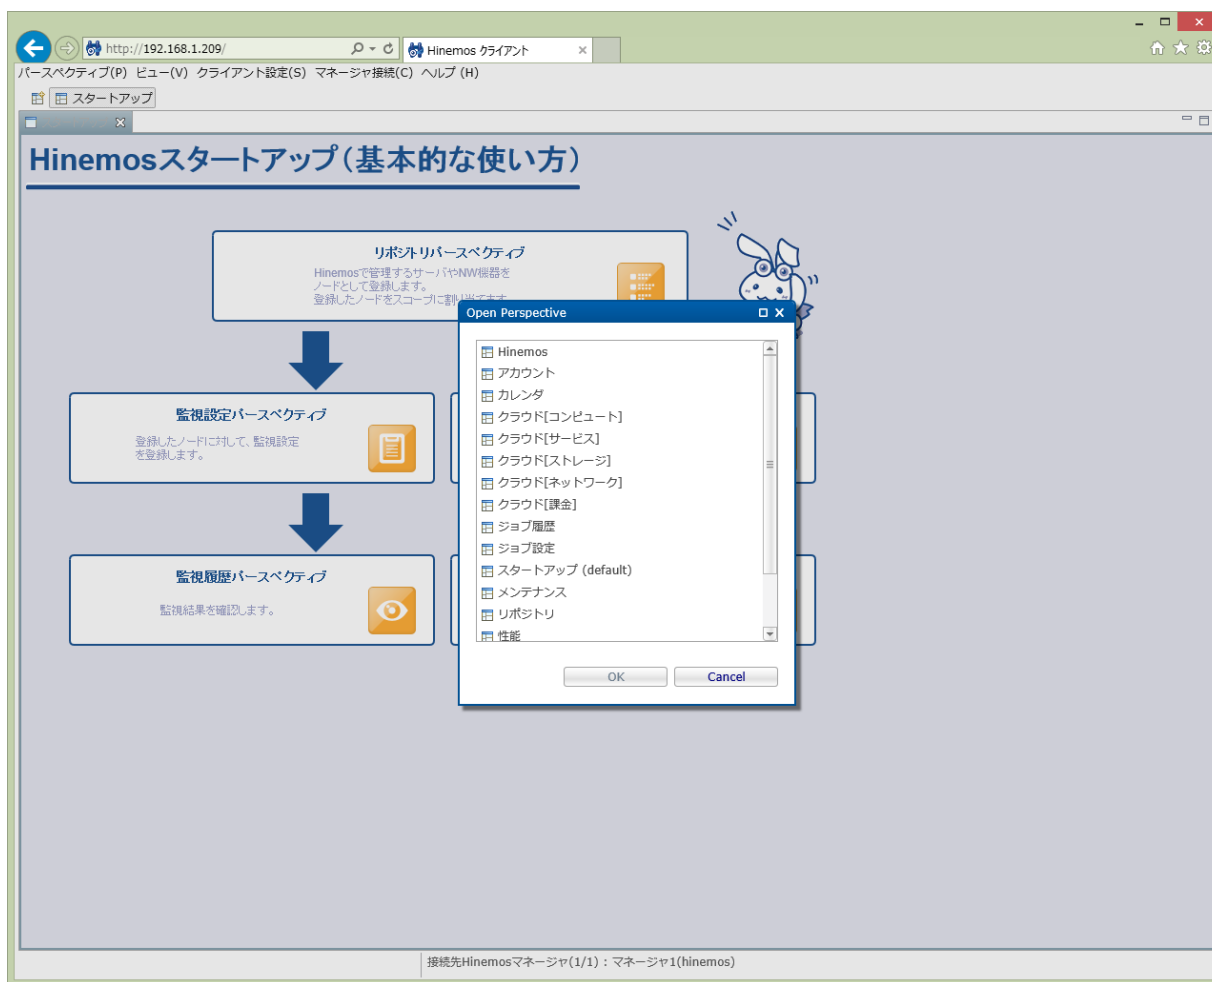 http://192.168.1.209/
Hinemos クライアント
パースペクティブ(P) ビュー(V) クライアント設定(S) マネージャ接続(C) ヘルプ (H)
スタートアップ
Hinemosスタートアップ(基本的な使い方)
リポジトリパースペクティブ
Hinemosで管理するサーバやNW機器を
ノードとして登録します。
登録したノードをスコープに割り当てます
監視設定パースペクティブ
登録したノードに対して、監視設定
を登録します。
監視履歴パースペクティブ
監視結果を確認します。
Open Perspective
Hinemos
アカウント
カレンダ
クラウド[コンピュート]
クラウド[サービス]
クラウド[ストレージ]
クラウド[ネットワーク]
クラウド[課金]
ジョブ履歴
ジョブ設定
スタートアップ (default)
メンテナンス
リポジトリ
性能
OK
Cancel
接続先Hinemosマネージャ(1/1) : マネージャ1(hinemos)